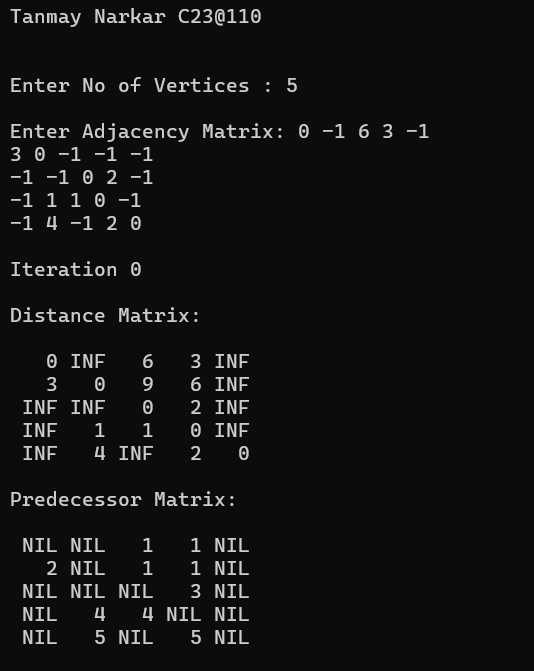 Tanmay Narkar C23@110
Enter No of Vertices : 5
Enter Adjacency Matrix: 0 -1 6 3 -1
3 0 -1 -1 -1
-1 -1 0 2 -1
-1 1 1 0 -1
-1 4 -1 2 0
Iteration 0
Distance Matrix:
0 INF 6 3 INF
3 0 9 6 INF
INF INF 0 2 INF
INF 1 1 0 INF
INF 4 INF 2 0
Predecessor Matrix:
NIL NIL 1 1 NIL
2 NIL 1 1 NIL
NIL NIL NIL 3 NIL
NIL 4 4 NIL NIL
NIL 5 NIL 5 NIL